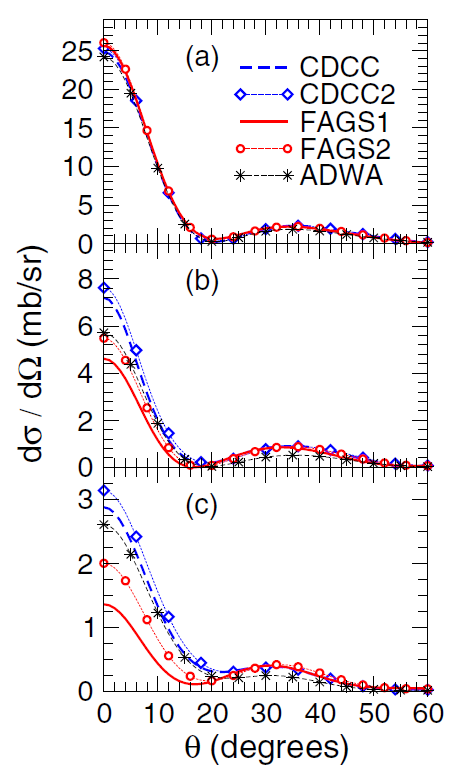 (a)
CDCC
CDCC2
FAGS1
FAGS2
ADWA
25
20
15
10
5
0
(b)
8
6
4
2
0
(c)
3
2
1
0
dσ / dΩ (mb/sr)
0 10 20 30 40 50 60
θ (degrees)